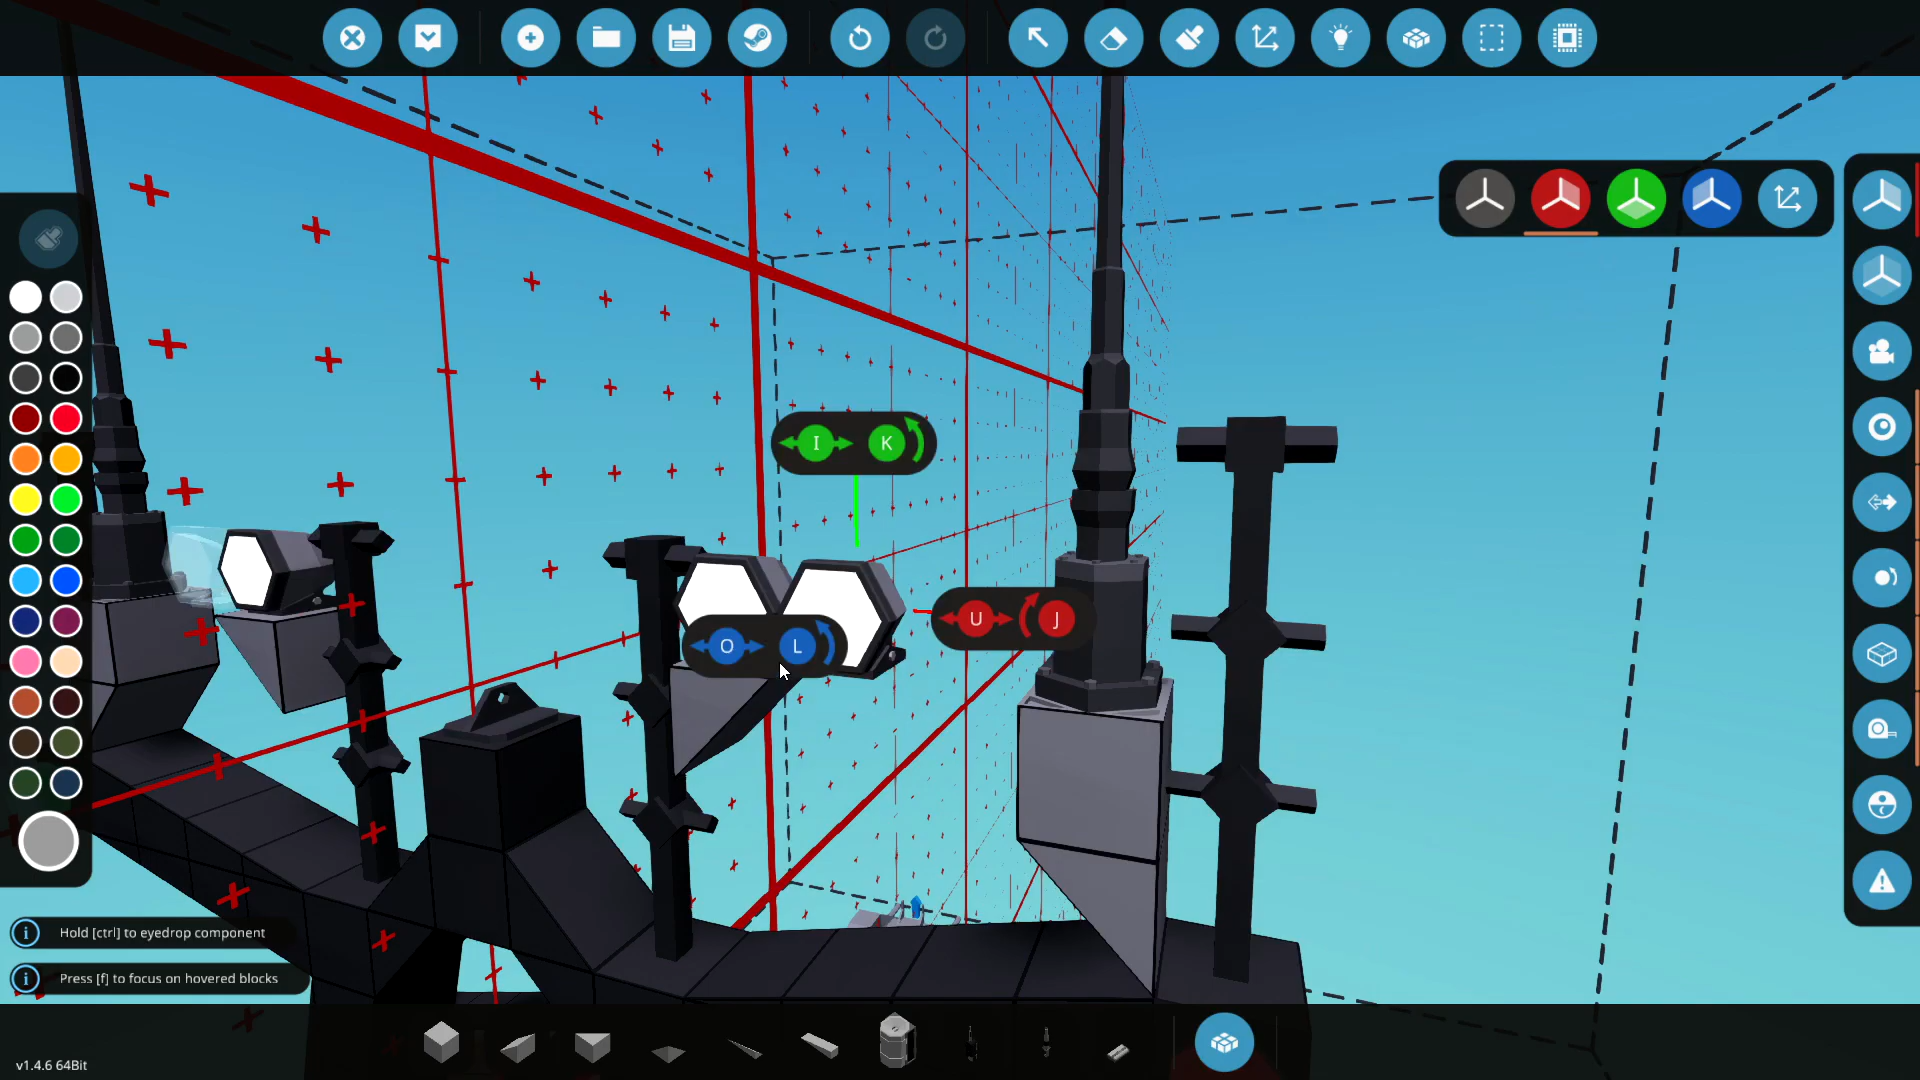 I K
U J
O L
Hold [ctrl] to eyedrop component
Press [f] to focus on hovered blocks
v1.4.6 64Bit